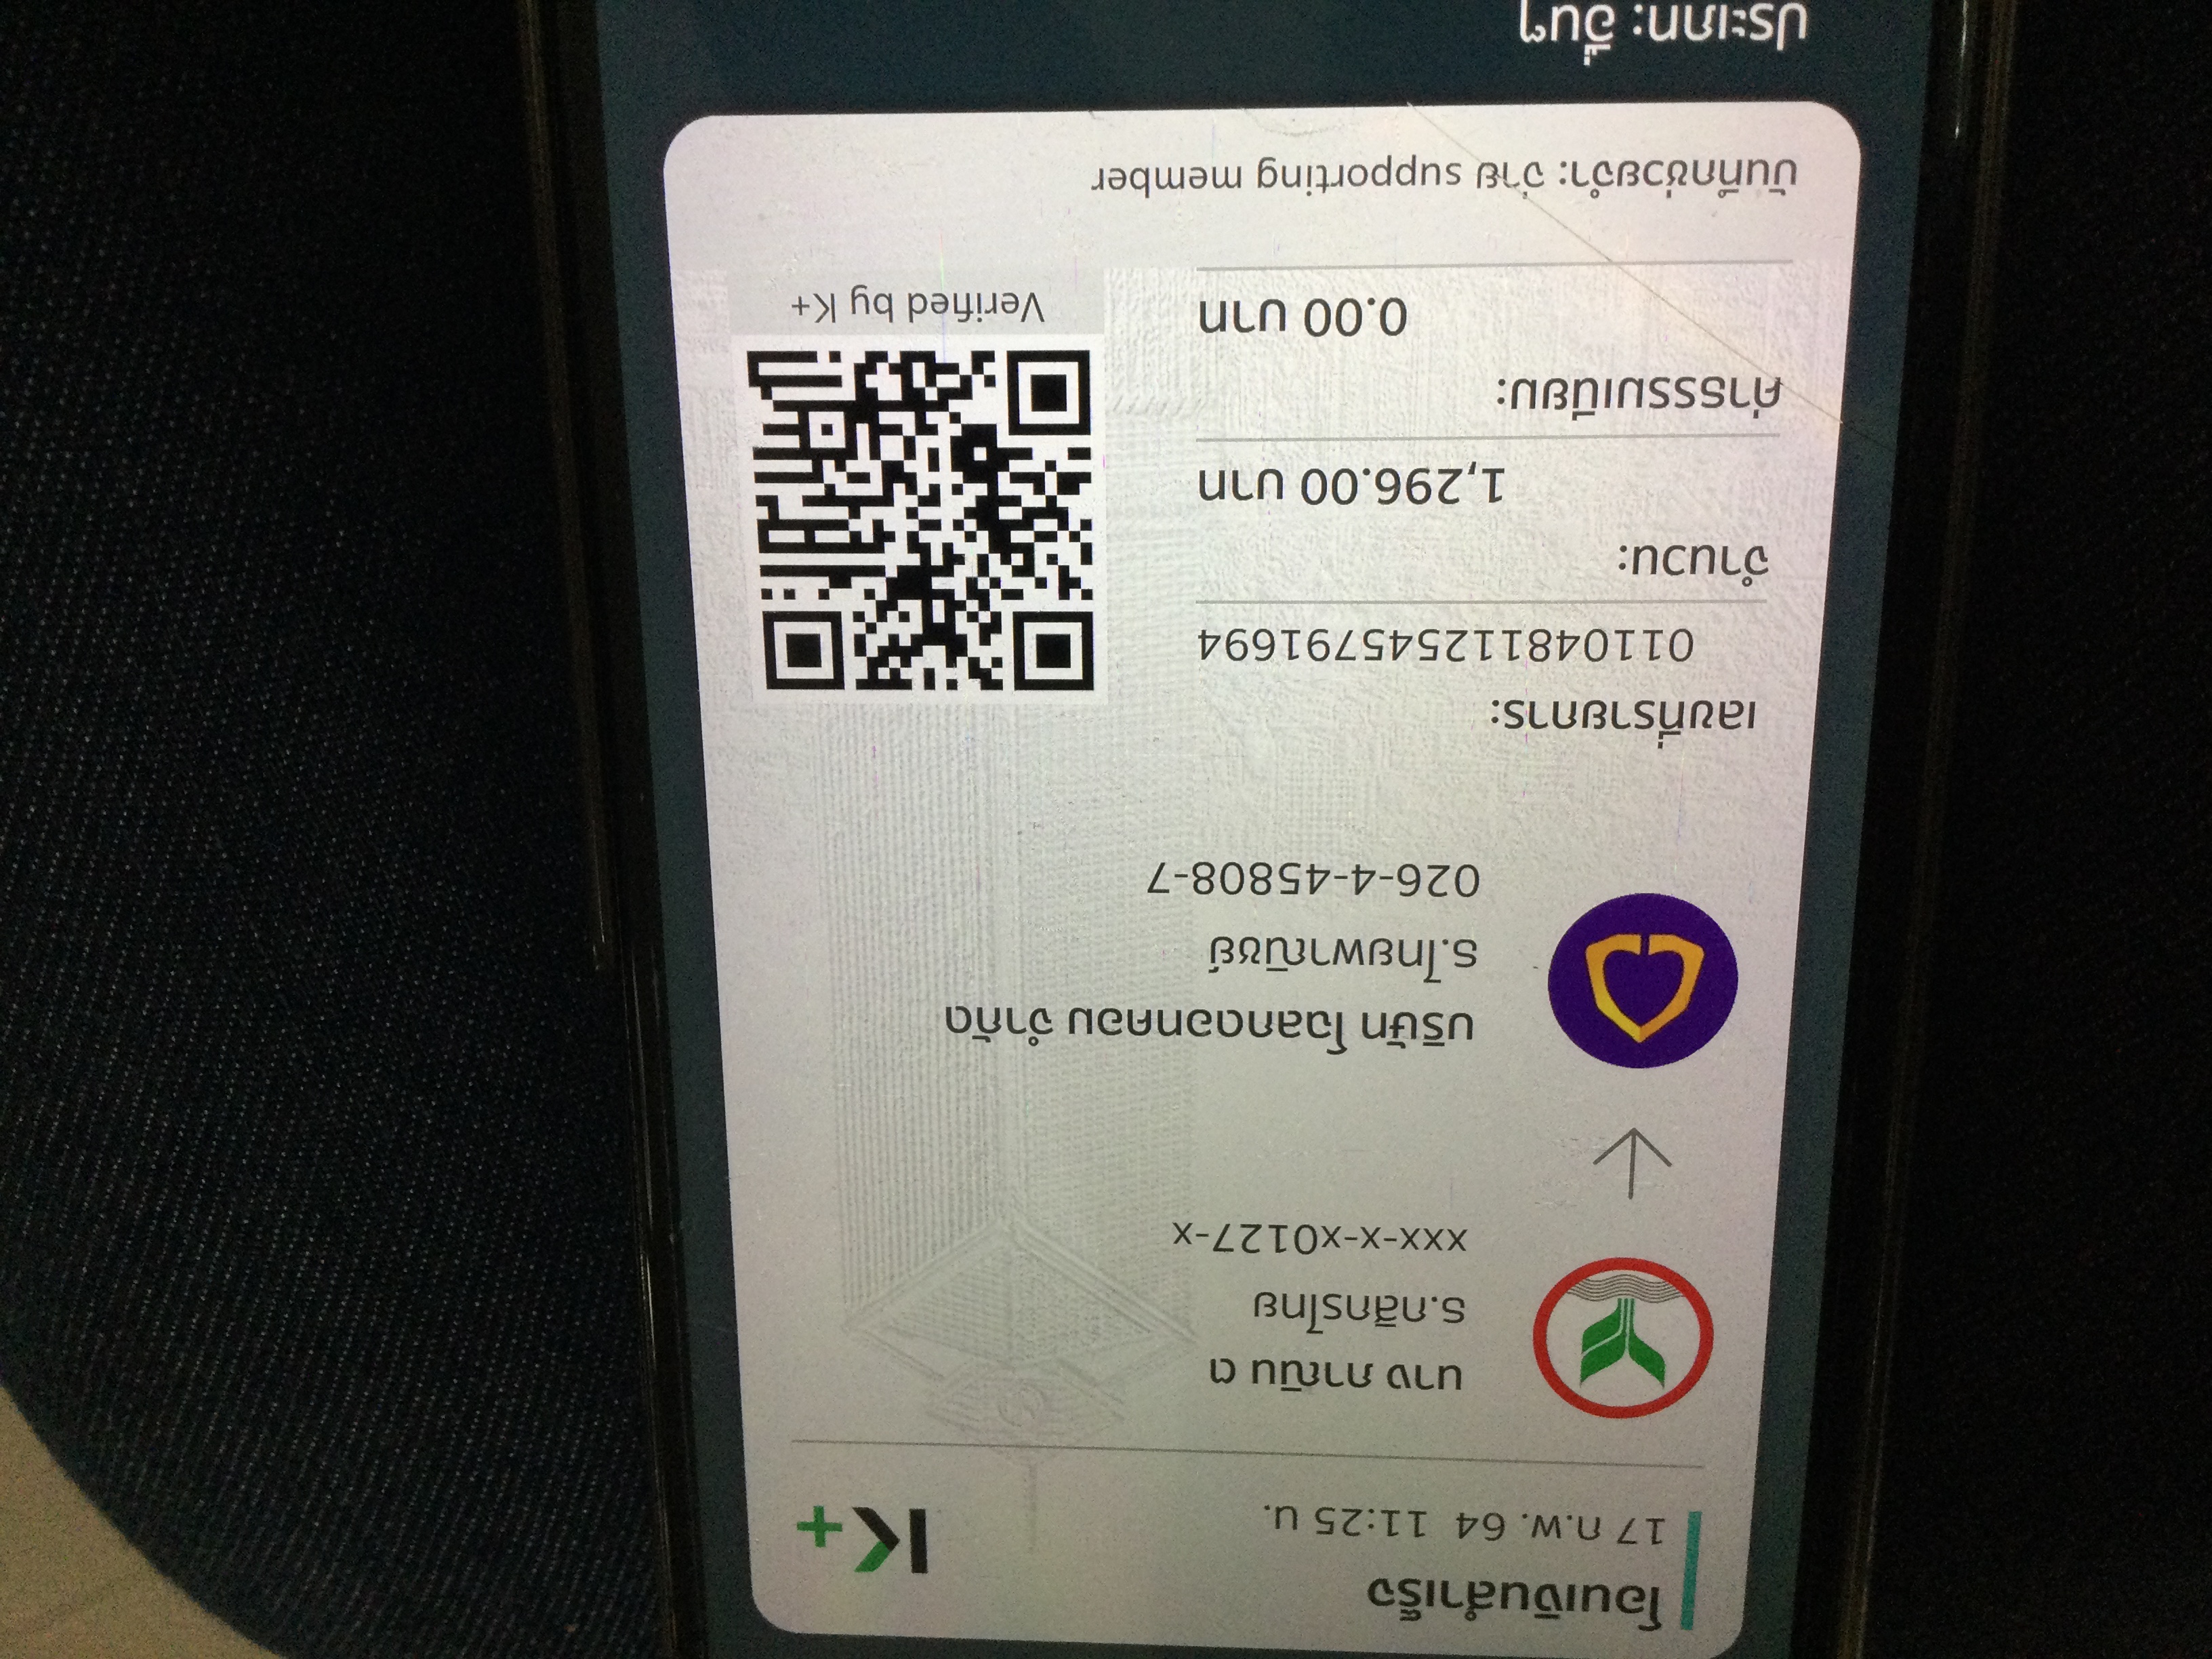 โอนเงินสำเร็จ
17 ก.พ. 64 11:25 น.
K+
นาง ภาณิน ต
ธ.กสิกรไทย
xxx-x-x0127-x
บริษัท โฉลกดอทคอม จำกัด
ธ.ไทยพาณิชย์
026-4-45808-7
เลขที่รายการ:
011048112545791694
จำนวน:
1,296.00 บาท
ค่าธรรมเนียม:
0.00 บาท
Verified by K+
บันทึกช่วยจำ: จ่าย supporting member
ประเภท: อื่นๆ